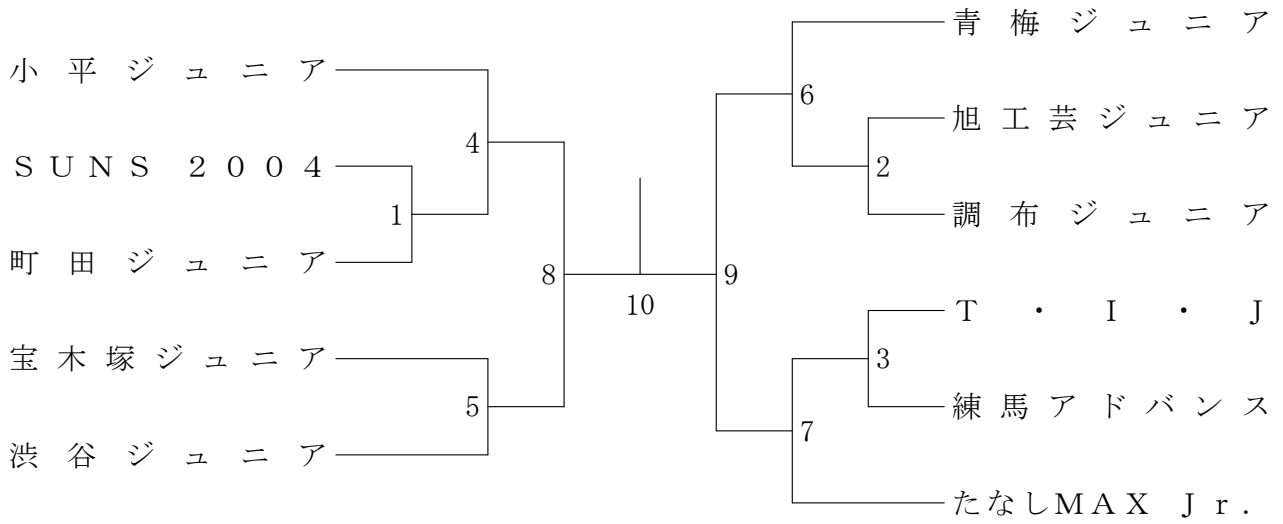 小平ジュニア
SUNS 2004
町田ジュニア
宝木塚ジュニア
渋谷ジュニア
1
4
5
8
10
9
6
2
3
7
青梅ジュニア
旭工芸ジュニア
調布ジュニア
T・I・J
練馬アドバンス
たなしMAX Jr.